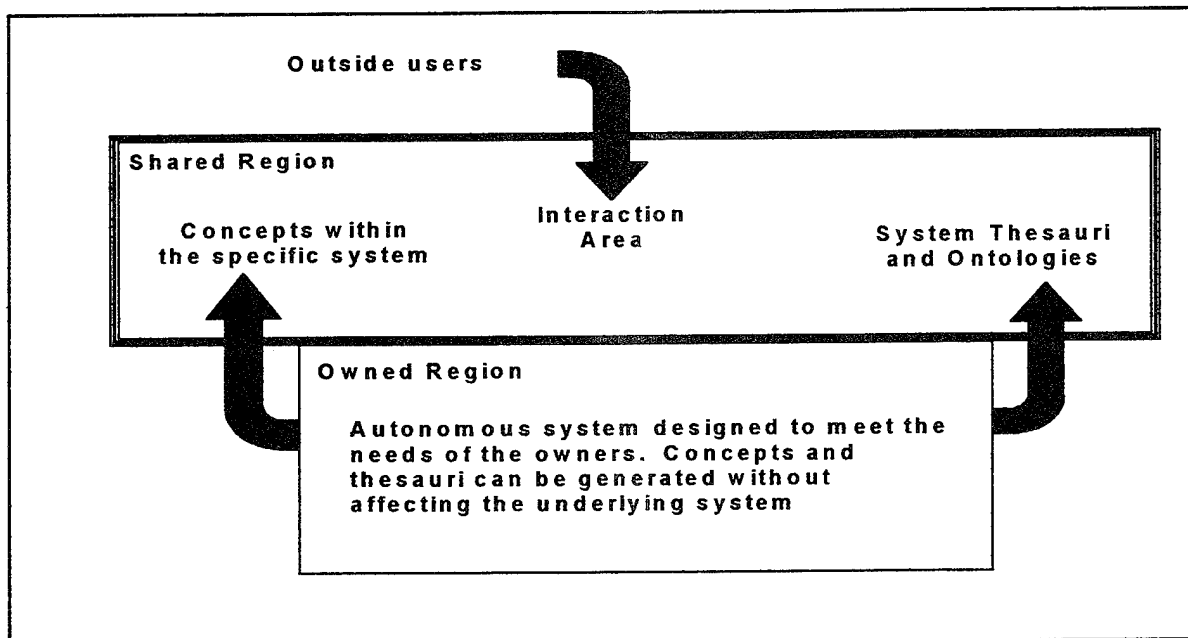 Outside users
Shared Region
Concepts within
the specific system
Interaction
Area
System Thesauri
and Ontologies
Owned Region
Autonomous system designed to meet the
needs of the owners. Concepts and
thesauri can be generated without
affecting the underlying system